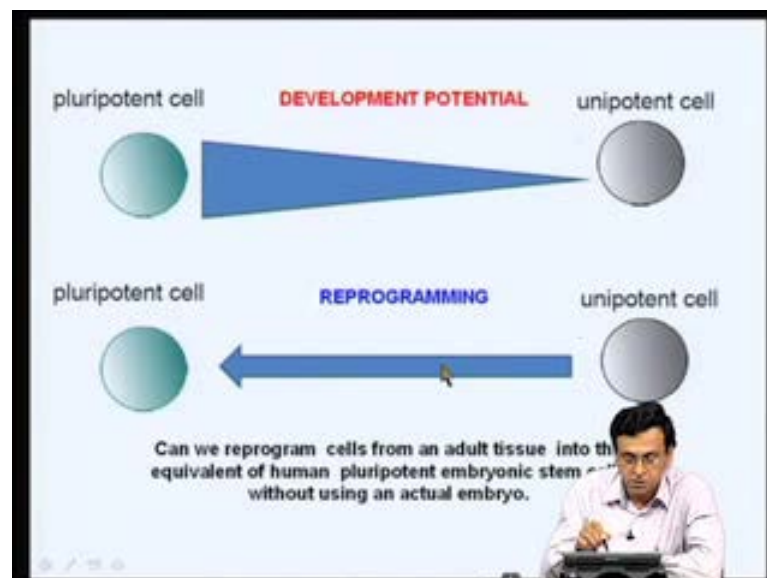 pluripotent cell DEVELOPMENT POTENTIAL unipotent cell
pluripotent cell REPROGRAMMING unipotent cell
Can we reprogram cells from an adult tissue into
equivalent of human pluripotent embryonic stem
without using an actual embryo.